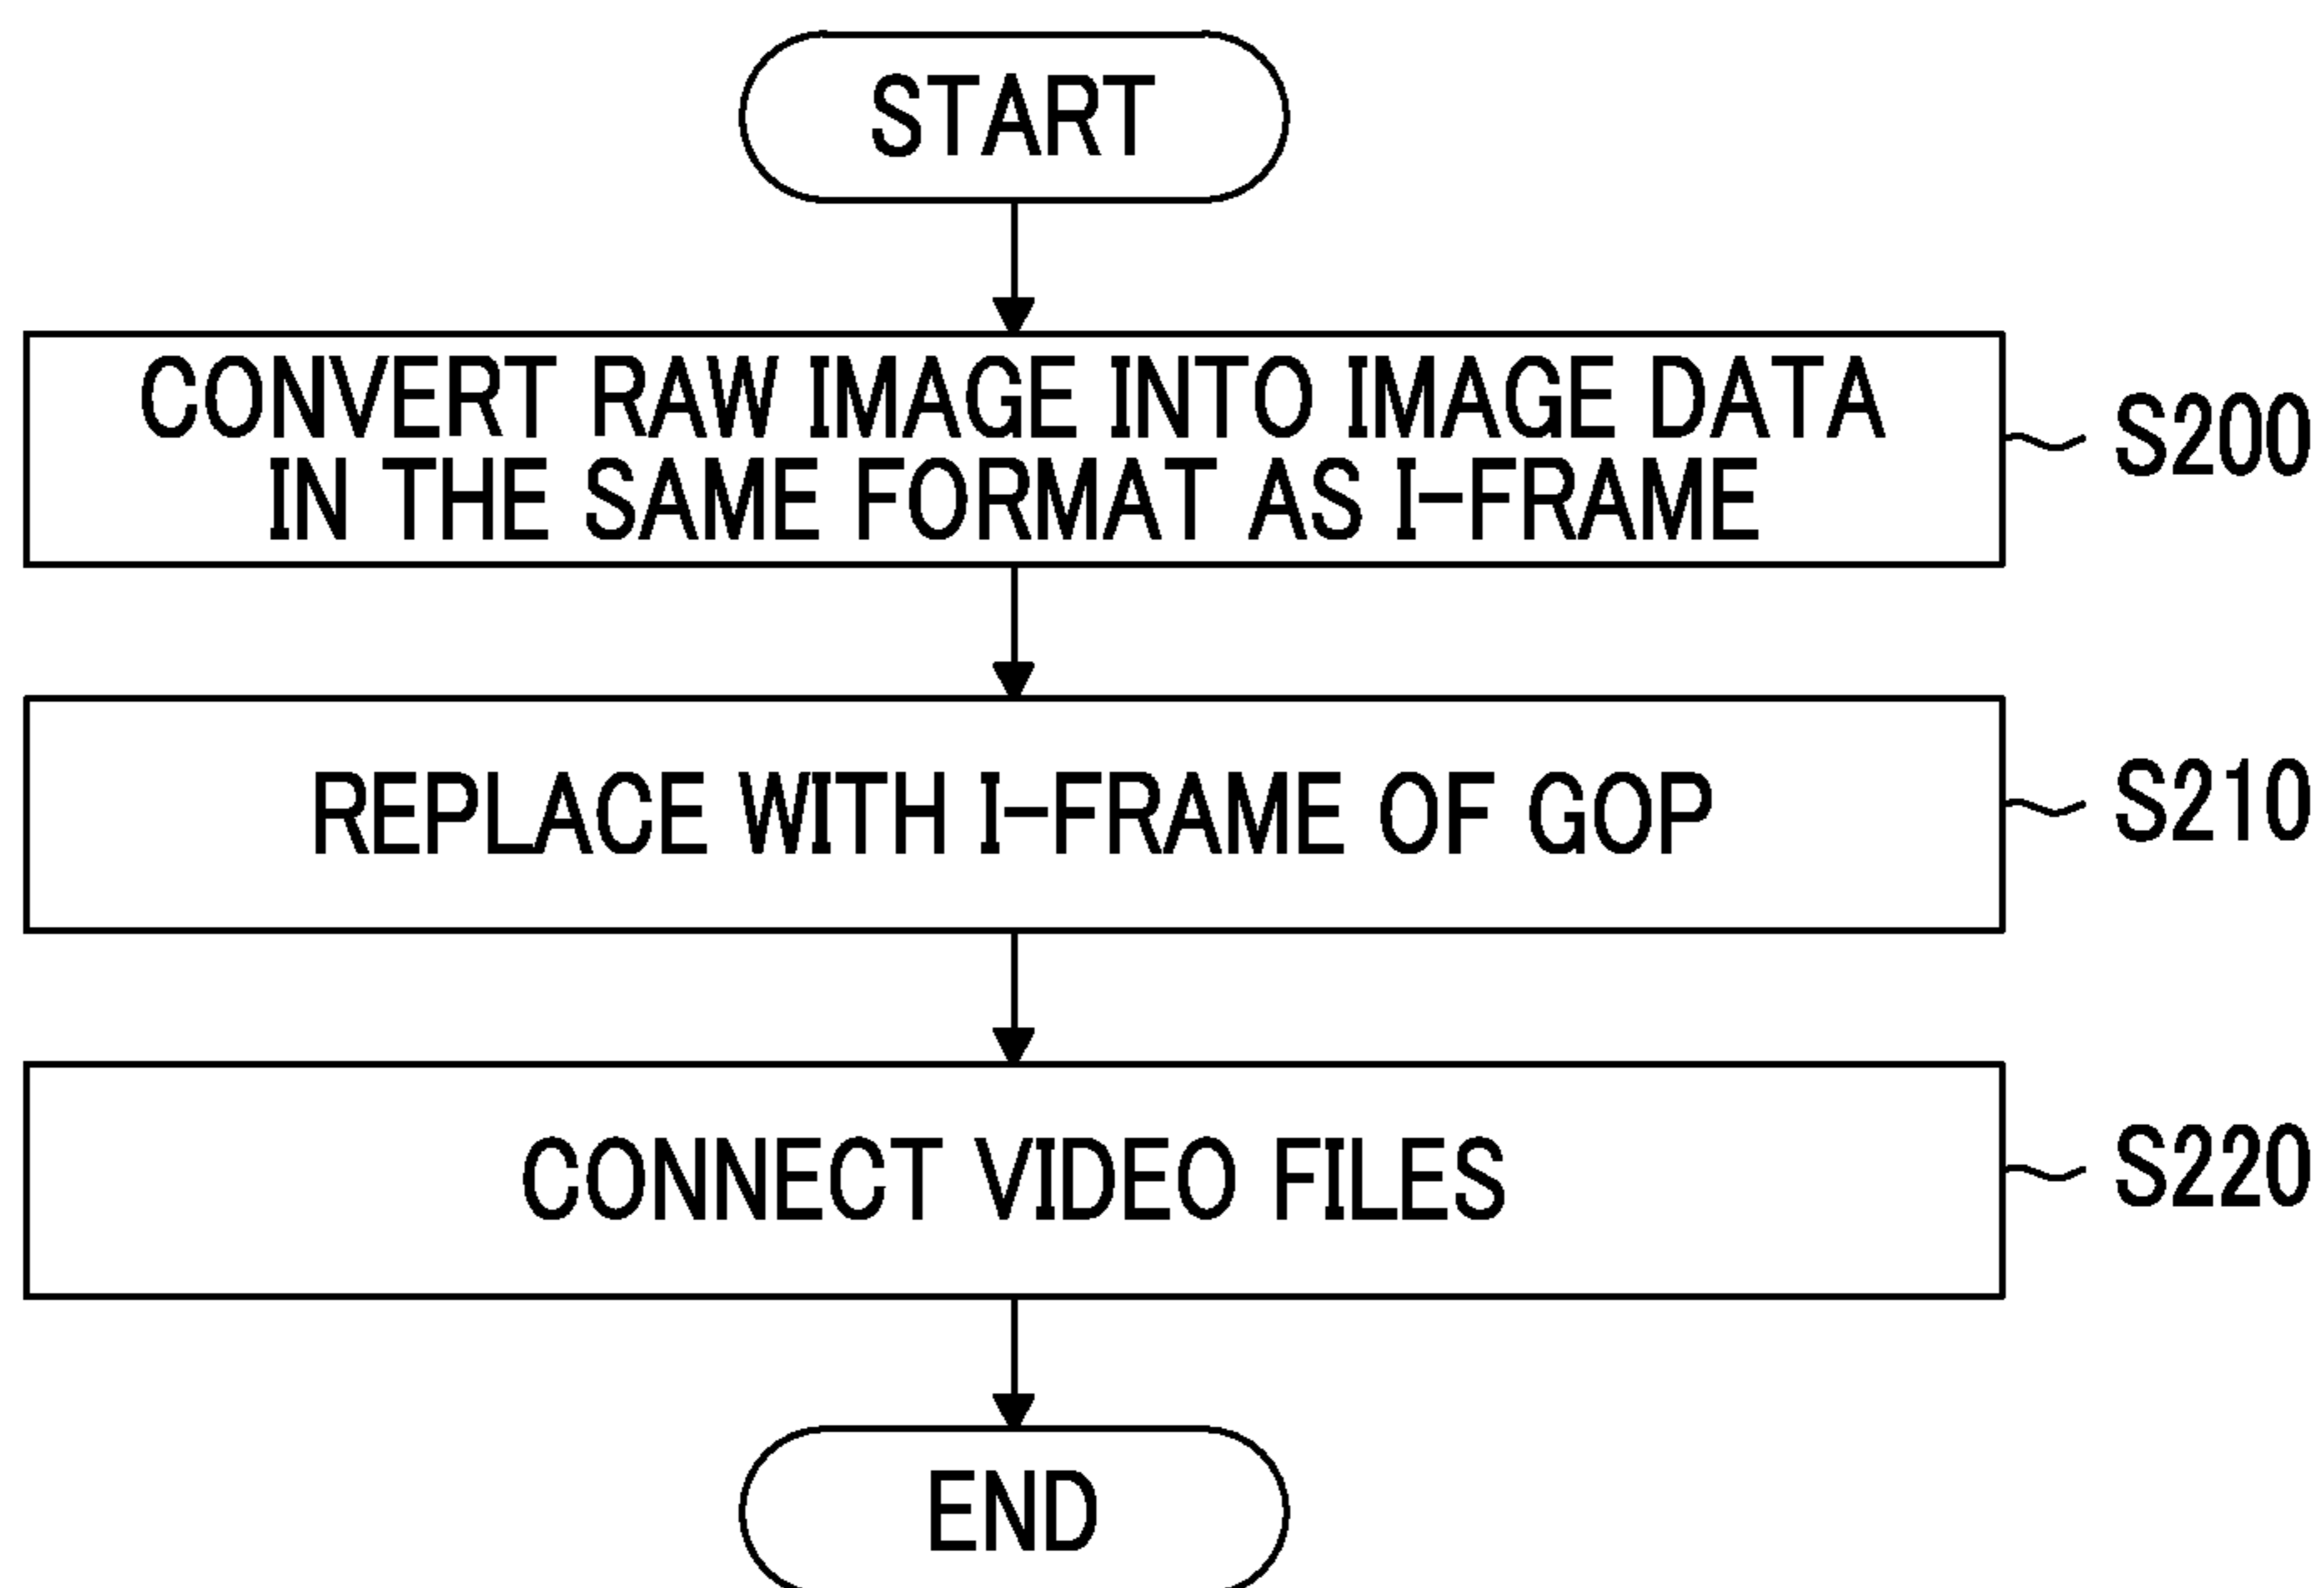 START
CONVERT RAW IMAGE INTO IMAGE DATA
IN THE SAME FORMAT AS I-FRAME
S200
REPLACE WITH I-FRAME OF GOP
S210
CONNECT VIDEO FILES
S220
END